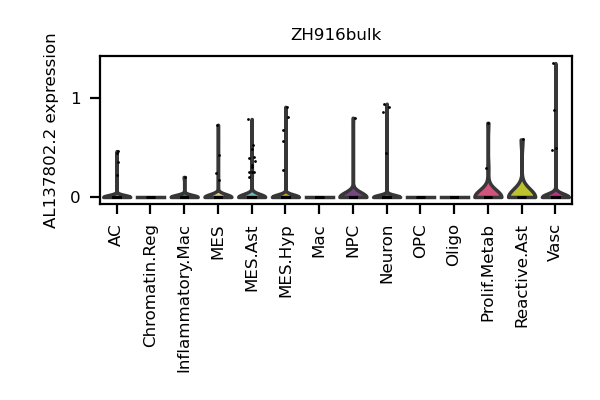 ZH916bulk
AL137802.2 expression
1
0
AC
Chromatin.Reg
Inflammatory.Mac
MES
MES.Ast
MES.Hyp
Mac
NPC
Neuron
OPC
Oligo
Prolif.Metab
Reactive.Ast
Vasc